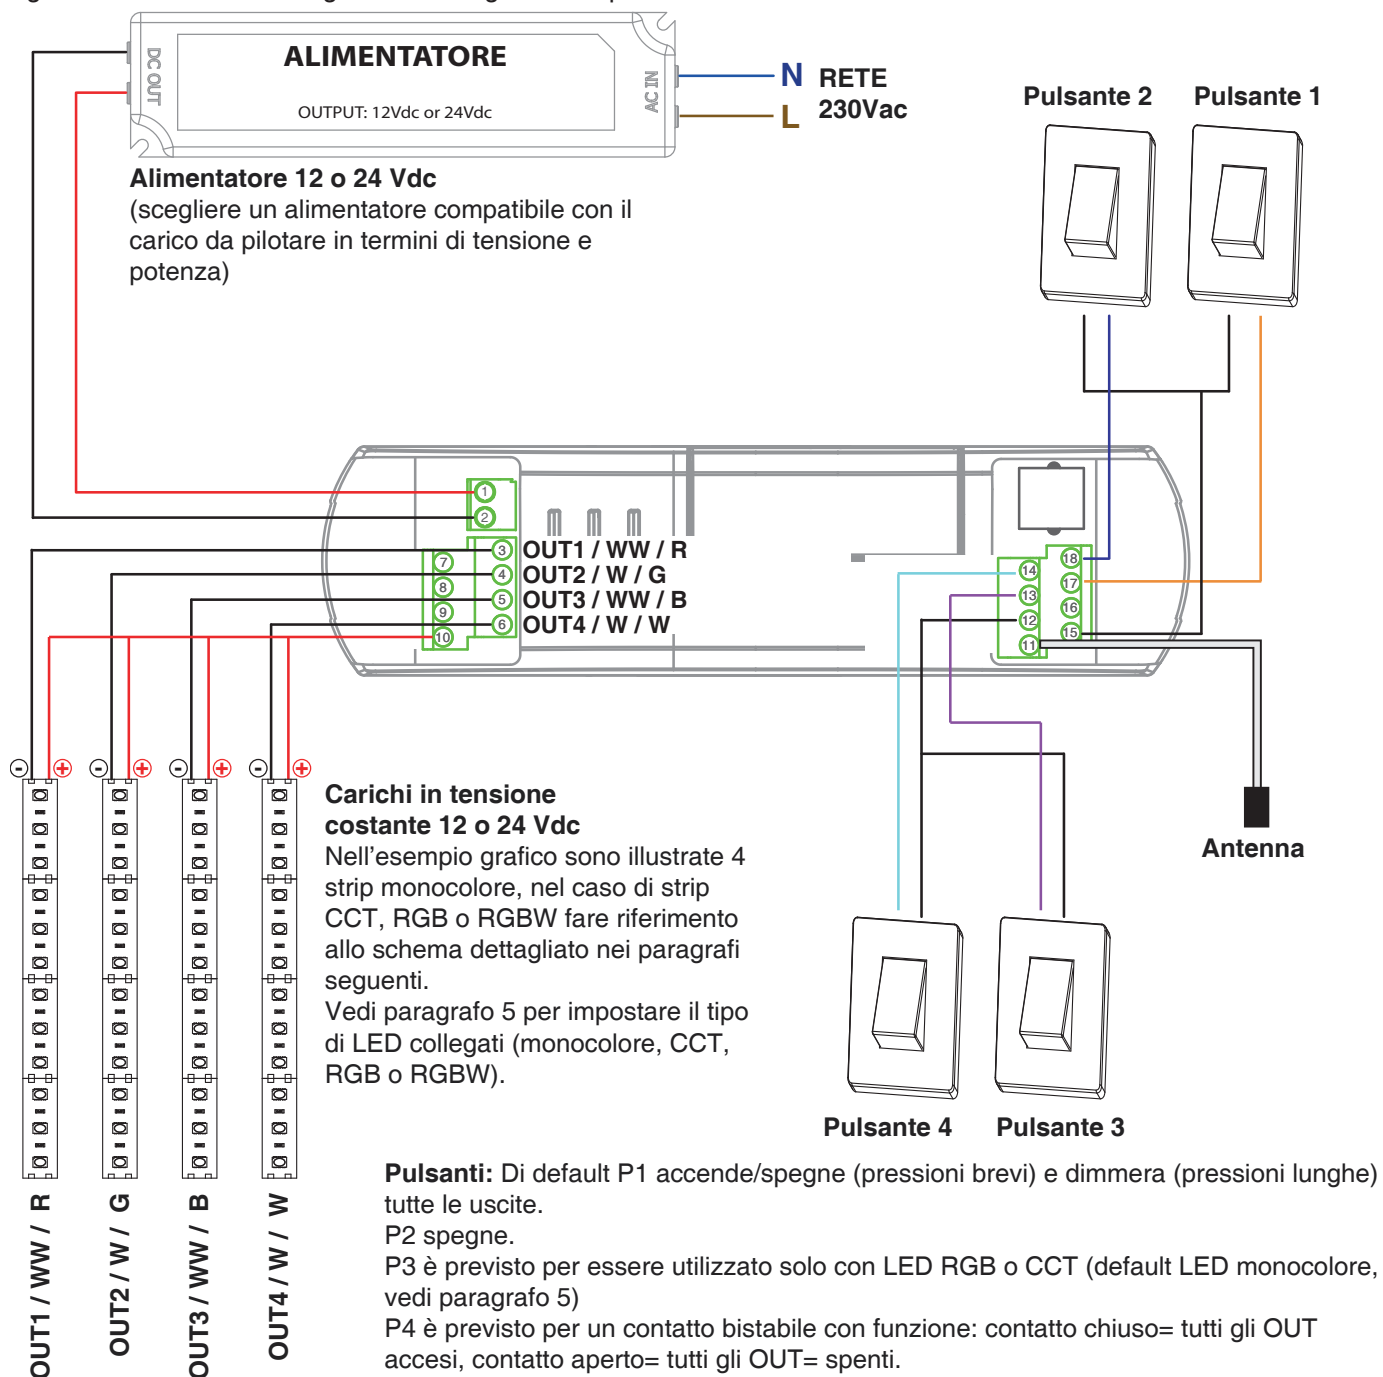 ALIMENTATORE
OUTPUT: 12Vdc or 24Vdc
DC OUT
AC IN
N
L
RETE
230Vac
Pulsante 2
Pulsante 1
Alimentatore 12 o 24 Vdc
(scegliere un alimentatore compatibile con il
carico da pilotare in termini di tensione e
potenza)
1
2
3
4
5
6
7
8
9
10
OUT1 / WW / R
OUT2 / W / G
OUT3 / WW / B
OUT4 / W / W
14
13
12
11
18
17
16
15
- +
- +
- +
- +
Carichi in tensione
costante 12 o 24 Vdc
Nell’esempio grafico sono illustrate 4
strip monocolore, nel caso di strip
CCT, RGB o RGBW fare riferimento
allo schema dettagliato nei paragrafi
seguenti.
Vedi paragrafo 5 per impostare il tipo
di LED collegati (monocolore, CCT,
RGB o RGBW).
Antenna
Pulsante 4
Pulsante 3
OUT1 / WW / R
OUT2 / W / G
OUT3 / WW / B
OUT4 / W / W
Pulsanti: Di default P1 accende/spegne (pressioni brevi) e dimmera (pressioni lunghe)
tutte le uscite.
P2 spegne.
P3 è previsto per essere utilizzato solo con LED RGB o CCT (default LED monocolore,
vedi paragrafo 5)
P4 è previsto per un contatto bistabile con funzione: contatto chiuso= tutti gli OUT
accesi, contatto aperto= tutti gli OUT= spenti.